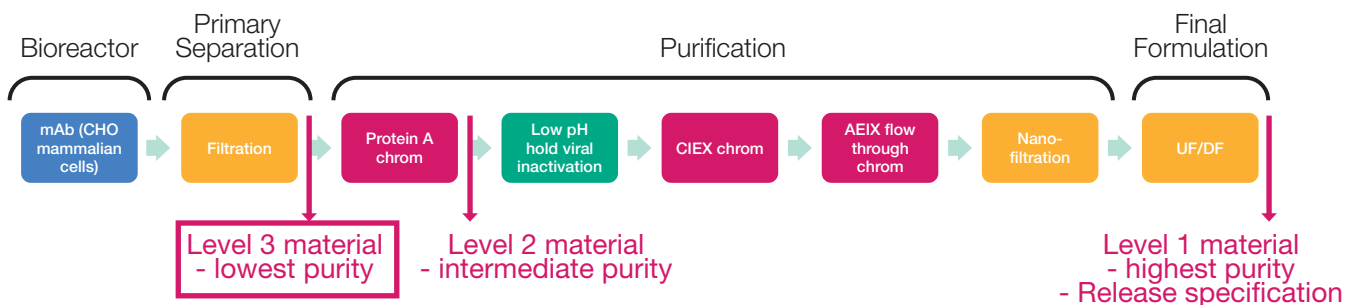 Bioreactor
Primary
Separation
Purification
Final
Formulation
mAb (CHO
mammalian
cells)
Filtration
Protein A
chrom
Low pH
hold viral
inactivation
CIEX chrom
AEIX flow
through
chrom
Nano-
filtration
UF/DF
Level 3 material
- lowest purity
Level 2 material
- intermediate purity
Level 1 material
- highest purity
- Release specification